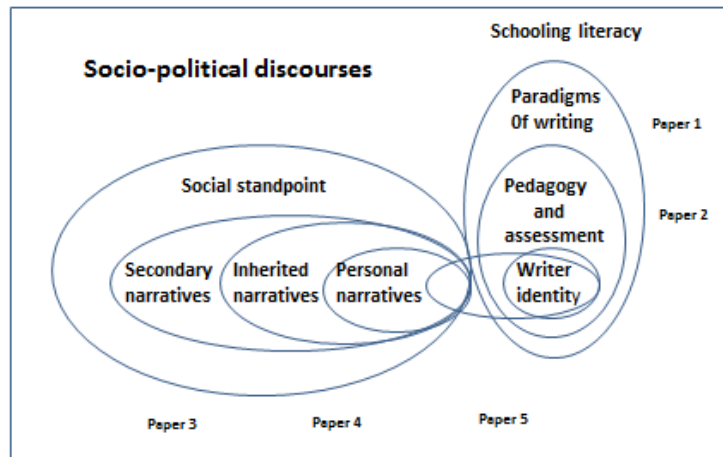 Schooling literacy
Socio-political discourses
Paradigms
0f writing
Paper 1
Social standpoint
Pedagogy
and
assessment
Paper 2
Secondary
narratives
Inherited
narratives
Personal
narratives
Writer
identity
Paper 3
Paper 4
Paper 5